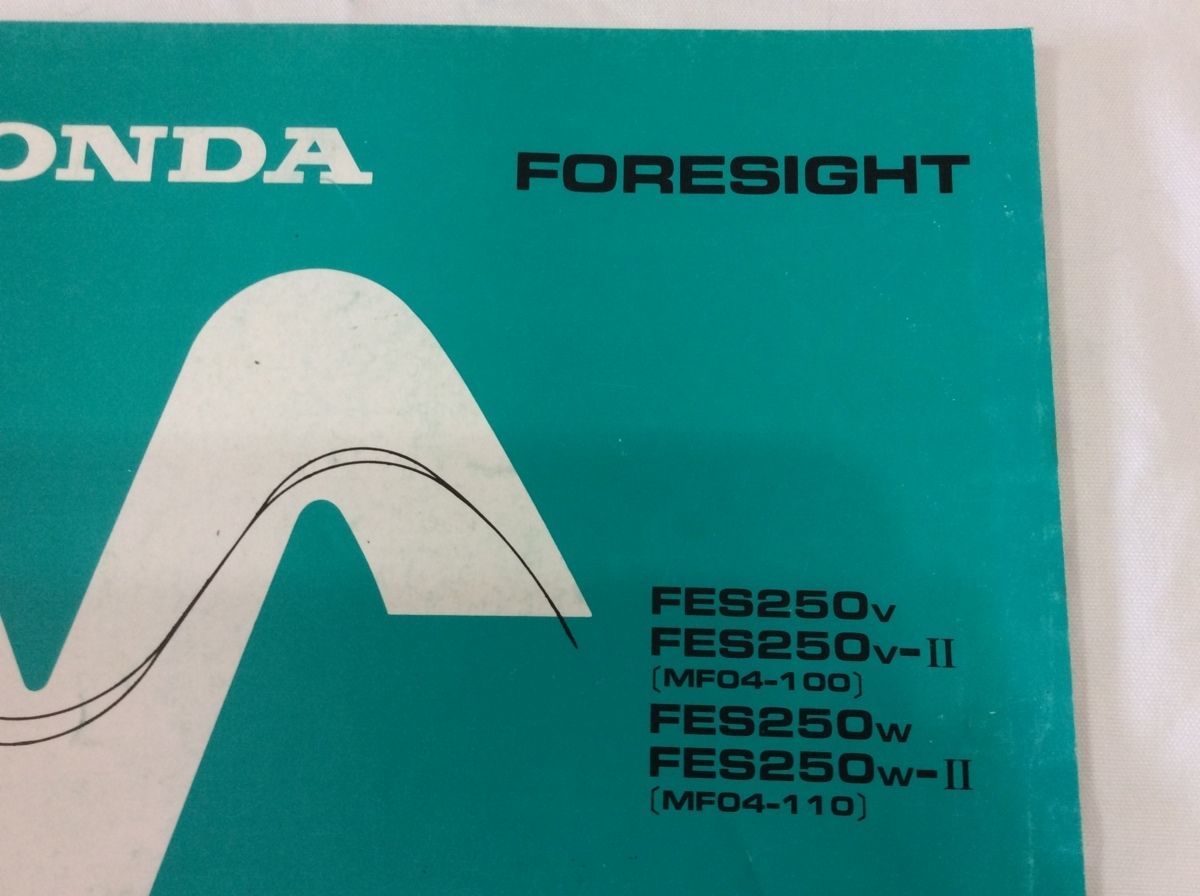 ONDA
FORESIGHT
FES250V
FES250V-II
〔MF04-100〕
FES250W
FES250W-II
〔MF04-110〕